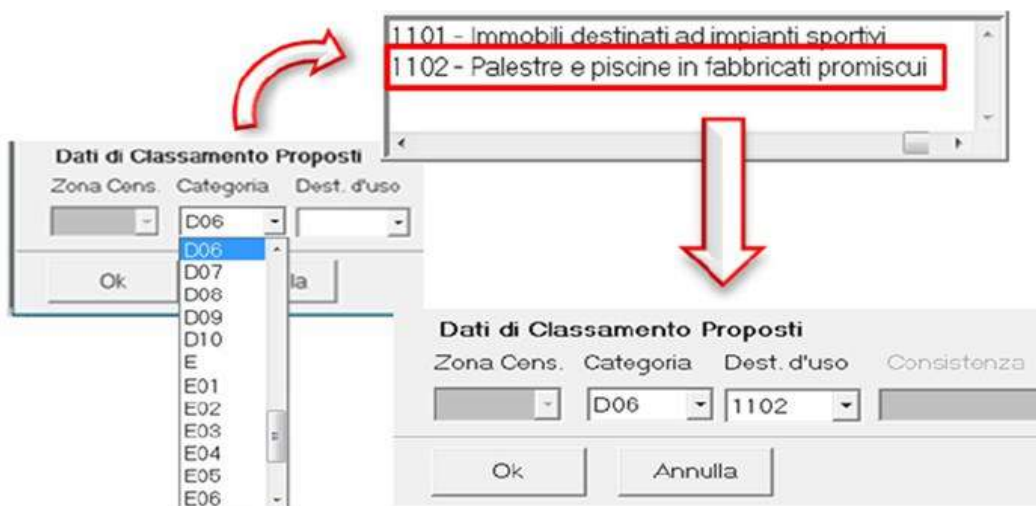 1101 - Immobili destinati ad impianti sportivi
1102 - Palestre e piscine in fabbricati promiscui
Dati di Classamento Proposti
Zona Cens. Categoria Dest. d'uso
D06
D06
D07
D08
D09
D10
E
E01
E02
E03
E04
E05
E06
Ok la
Dati di Classamento Proposti
Zona Cens. Categoria Dest. d'uso Consistenza
D06 1102
Ok Annulla